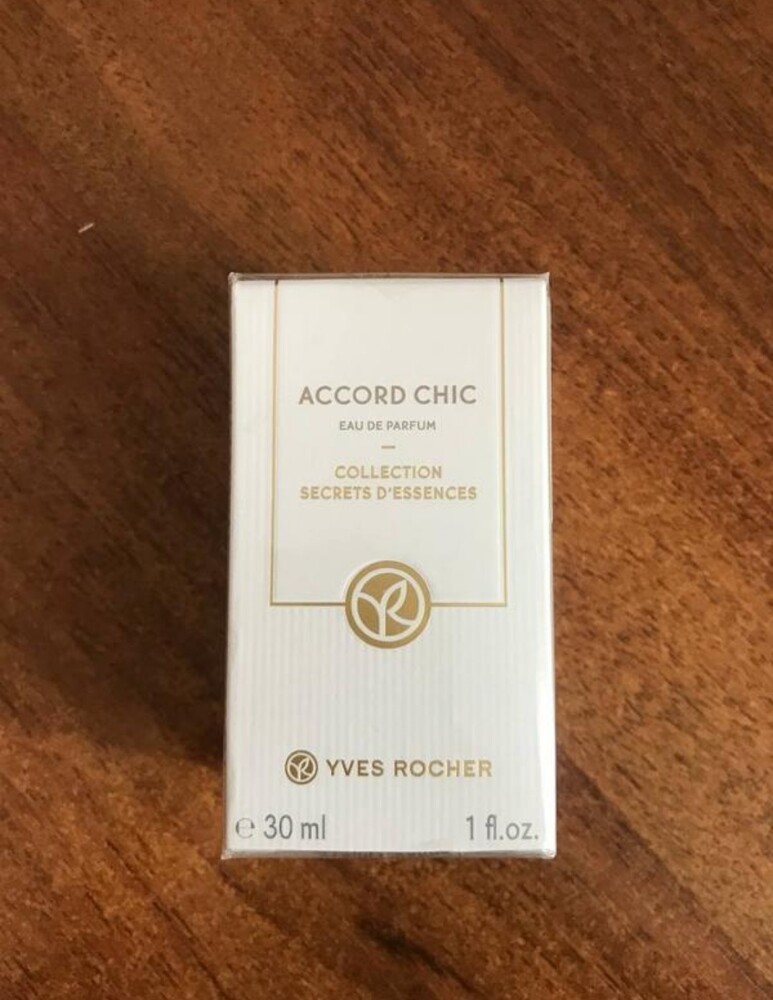 ACCORD CHIC
EAU DE PARFUM
COLLECTION
SECRETS D'ESSENCES
YVES ROCHER
℮ 30 ml 1 fl.oz.